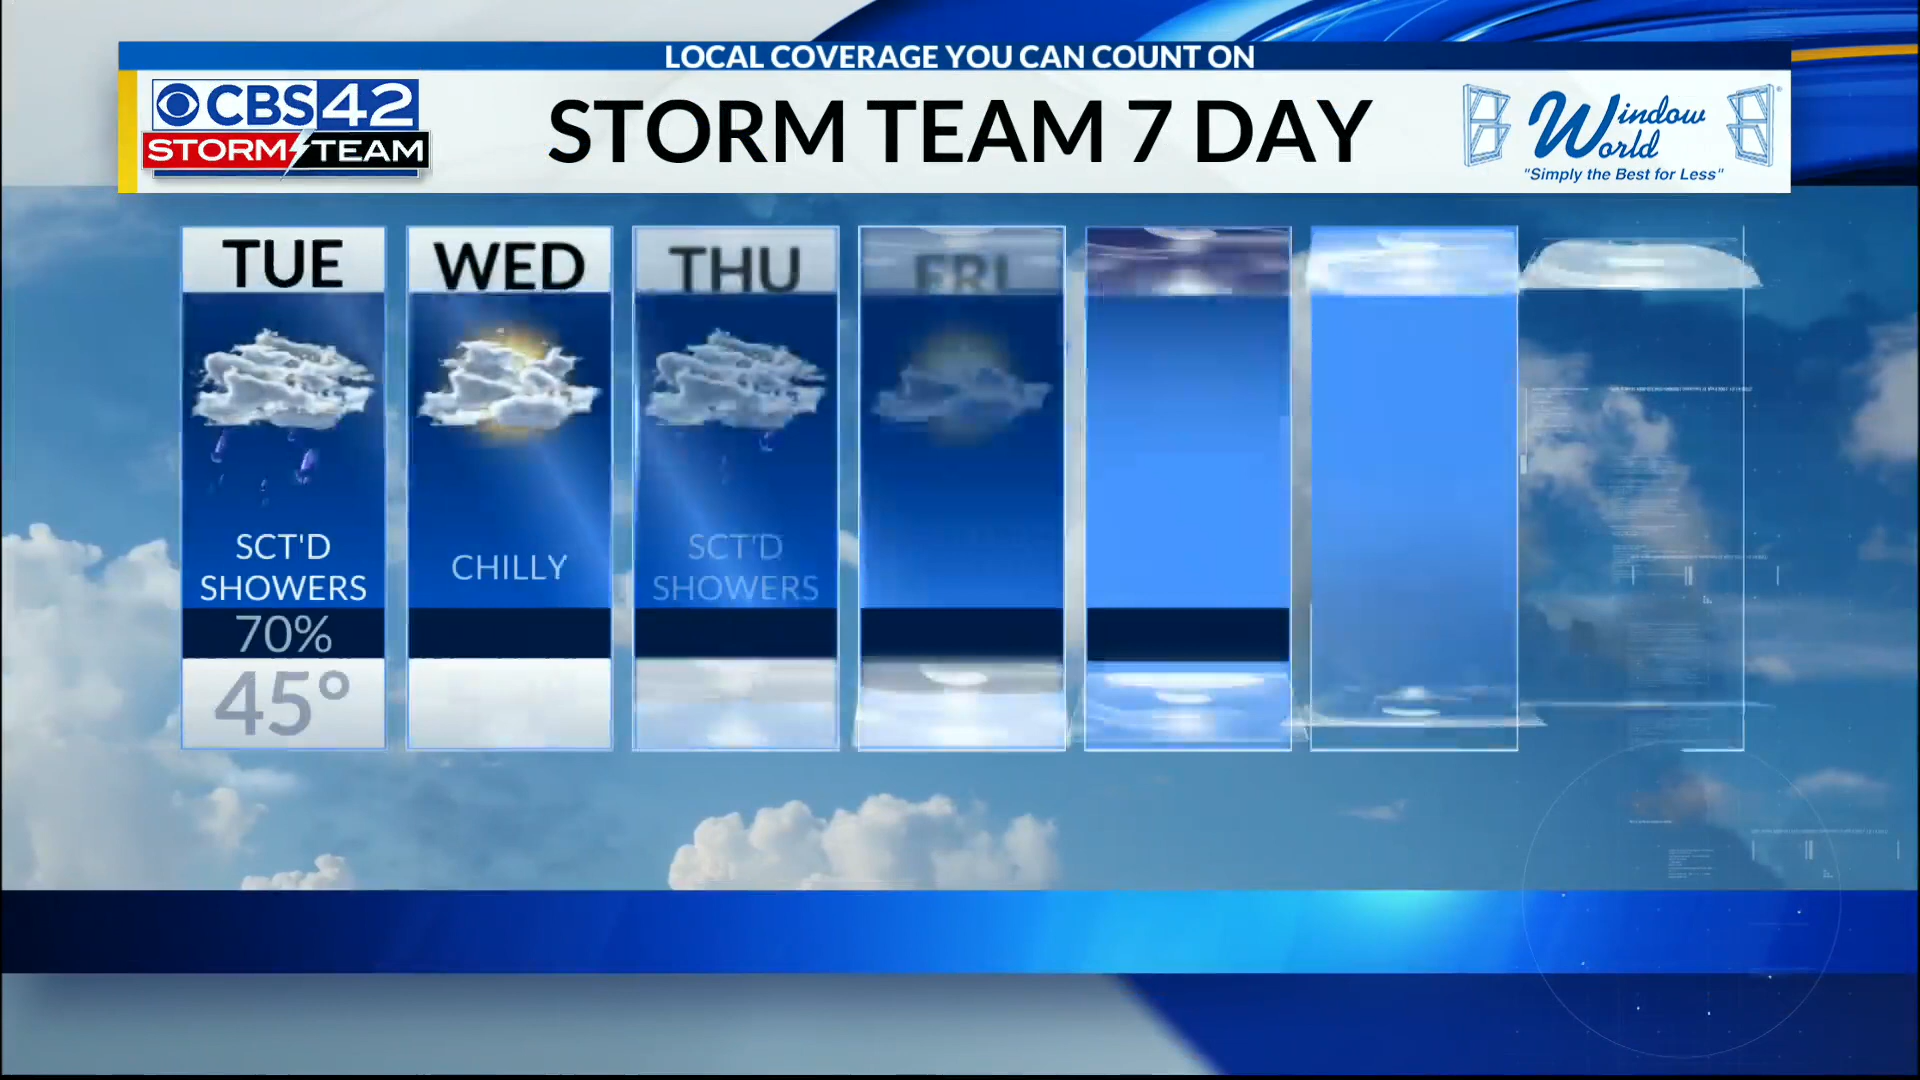 LOCAL COVERAGE YOU CAN COUNT ON
CBS 42
STORM TEAM
STORM TEAM 7 DAY
Window World
"Simply the Best for Less"
TUE
WED
THU
FRI
SCT'D
SHOWERS
70%
45°
CHILLY
SCT'D
SHOWERS